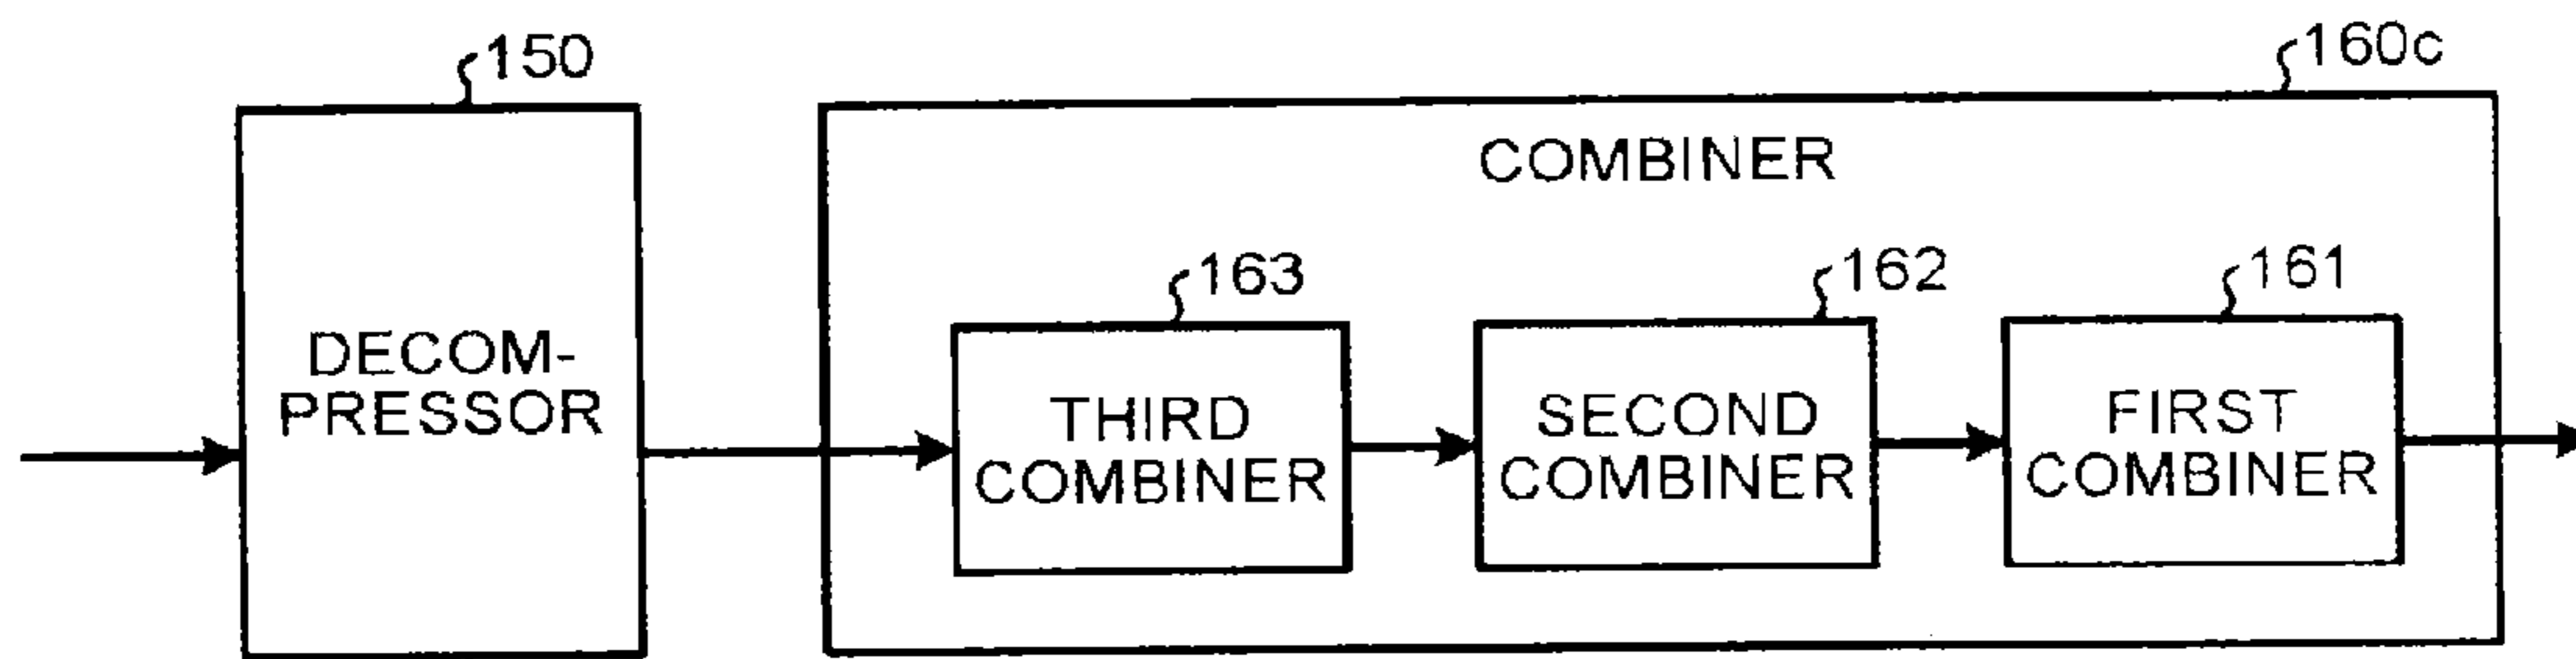 150
160c
COMBINER
163
162
161
DECOM-
PRESSOR
THIRD
COMBINER
SECOND
COMBINER
FIRST
COMBINER